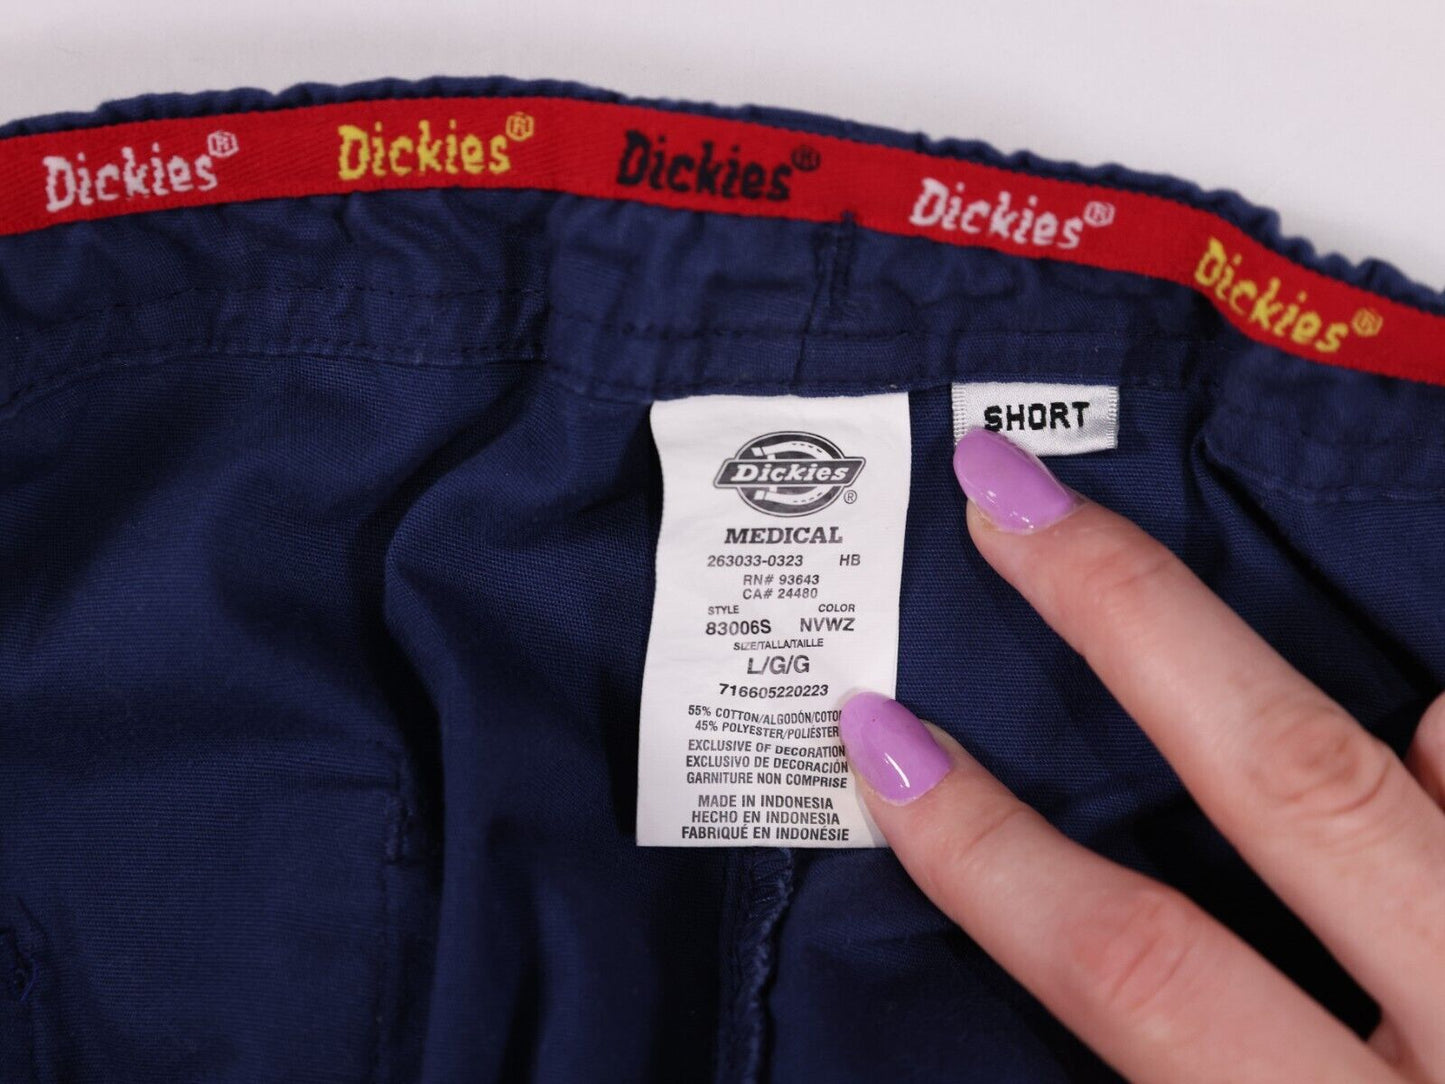 Dickies® Dickies® Dickies® Dickies® Dickies®
SHORT
Dickies
®
MEDICAL
263033-0323 HB
RN# 93643
CA# 24480
STYLE COLOR
83006S NVWZ
SIZE/TALLA/TAILLE
L/G/G
716605220223
55% COTTON/ALGODÓN/COTO
45% POLYESTER/POLIÉSTER
EXCLUSIVE OF DECORATION
EXCLUSIVO DE DECORACIÓN
GARNITURE NON COMPRISE
MADE IN INDONESIA
HECHO EN INDONESIA
FABRIQUÉ EN INDONÉSIE